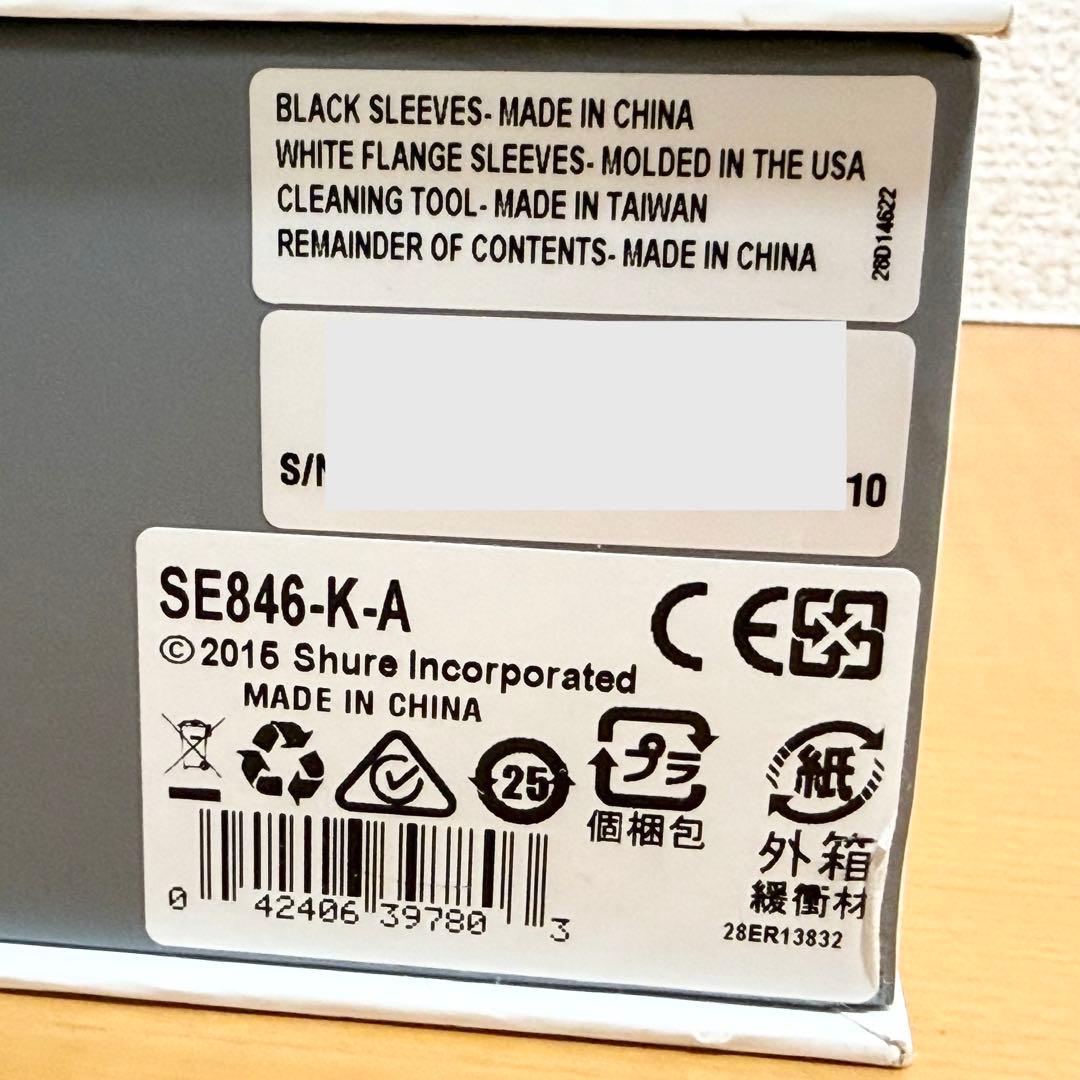 BLACK SLEEVES- MADE IN CHINA
WHITE FLANGE SLEEVES- MOLDED IN THE USA
CLEANING TOOL- MADE IN TAIWAN
REMAINDER OF CONTENTS- MADE IN CHINA
28D14622
S/N
10
SE846-K-A
© 2015 Shure Incorporated
MADE IN CHINA
CE
25
プラ
個梱包
紙
外箱
緩衝材
28ER13832
0 42406 39780 3